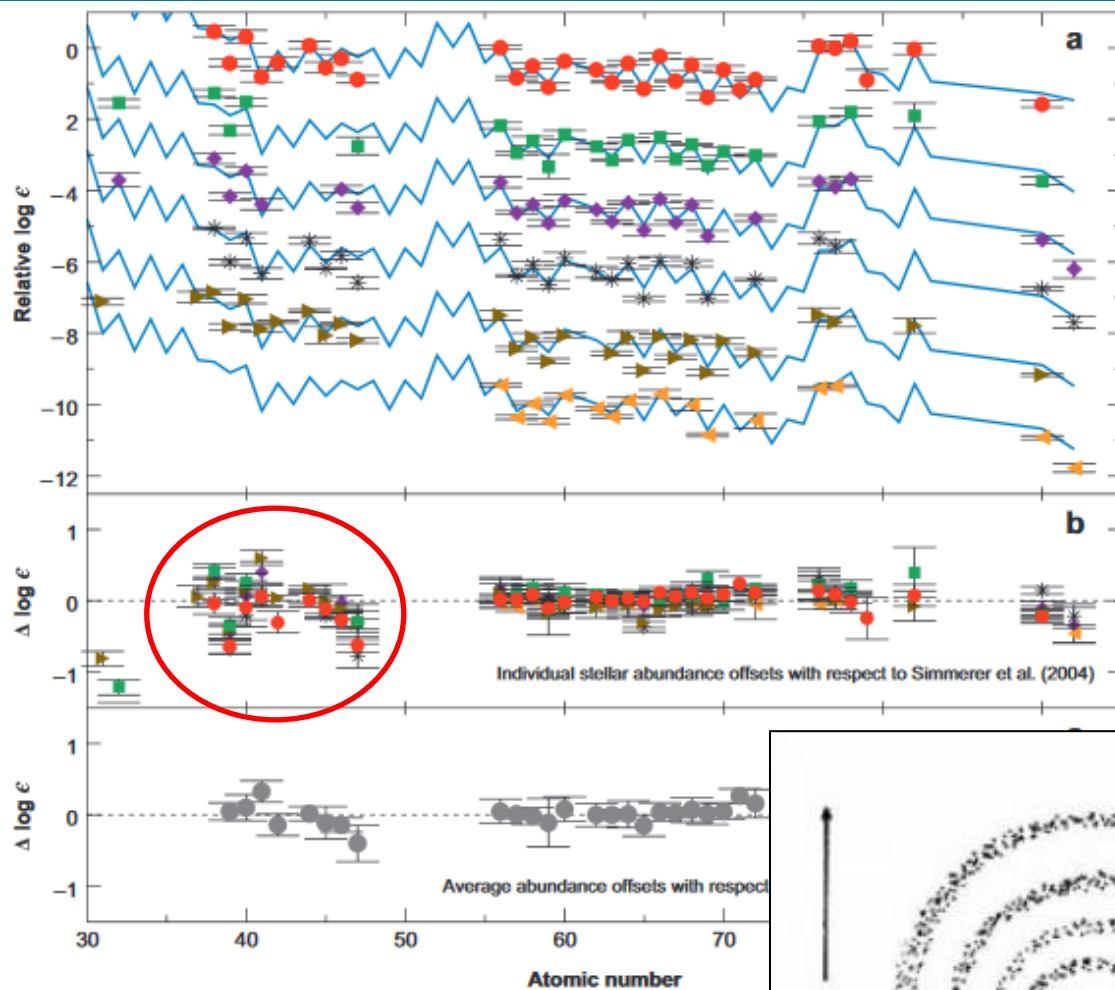 a
0
2
−4
−6
−8
−10
−12
Relative log ϵ
b
1
0
−1
Δ log ϵ
Individual stellar abundance offsets with respect to Simmerer et al. (2004)
1
0
−1
Δ log ϵ
Average abundance offsets with respect
30
40
50
60
70
Atomic number